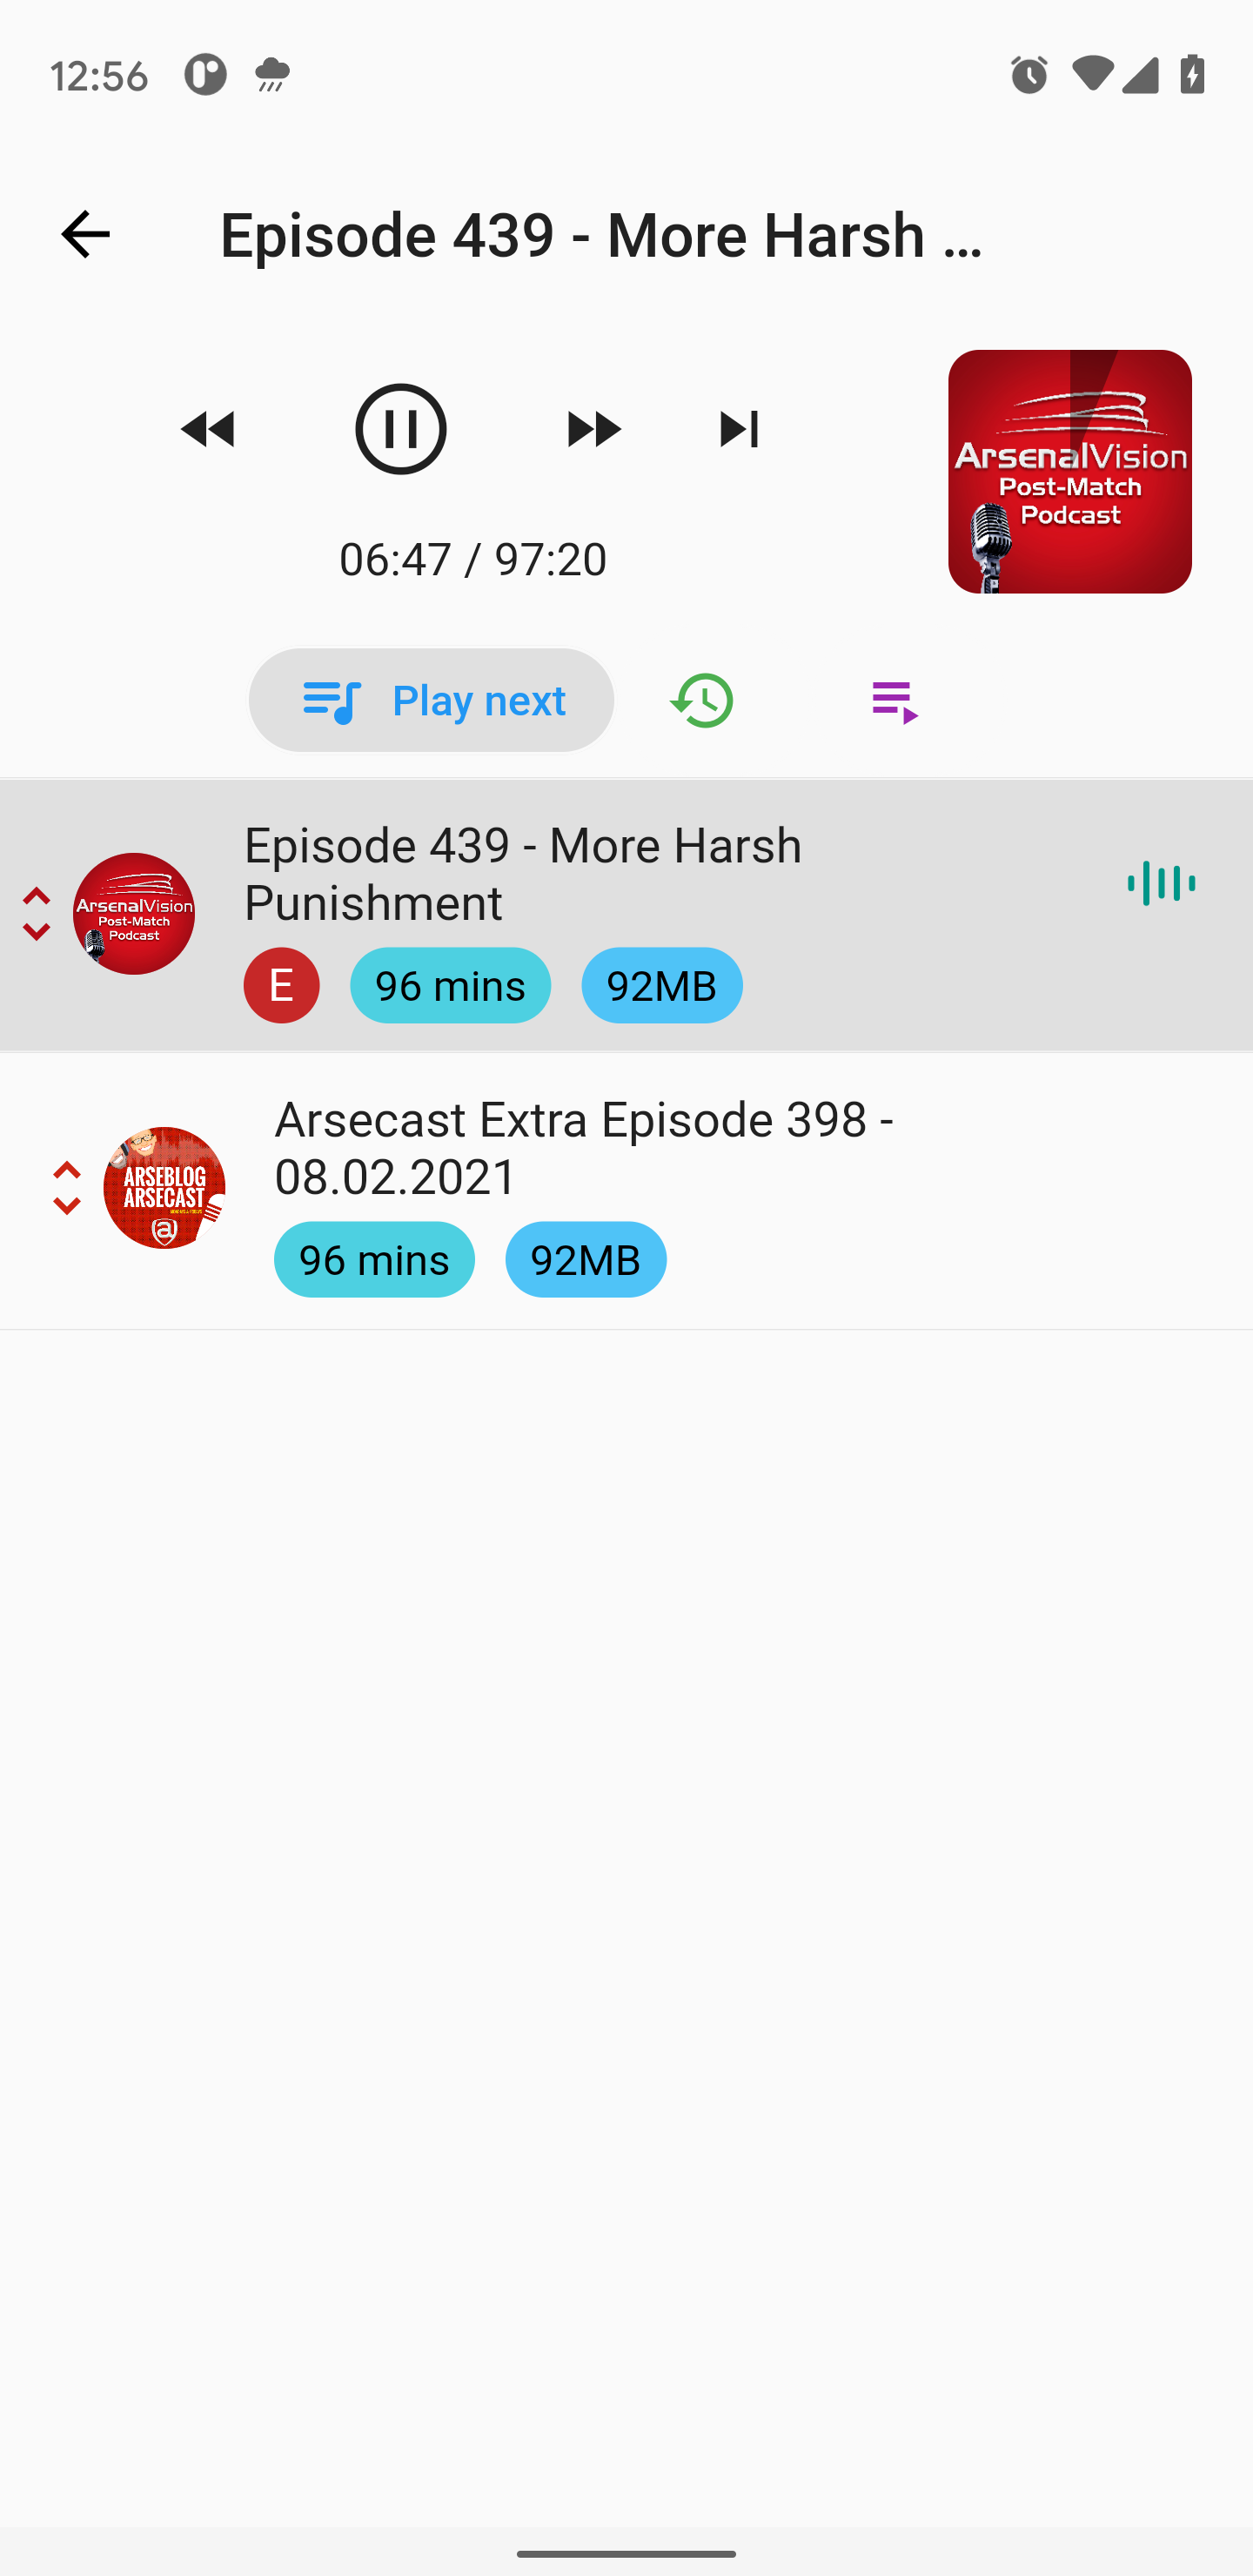 12:56
Episode 439 - More Harsh ...
ArsenalVision
Post-Match
Podcast
06:47 / 97:20
Play next
Episode 439 - More Harsh
Punishment
ArsenalVision
Post-Match
Podcast
E
96 mins
92MB
Arsecast Extra Episode 398 -
08.02.2021
ARSEBLOG
ARSECAST
a
96 mins
92MB